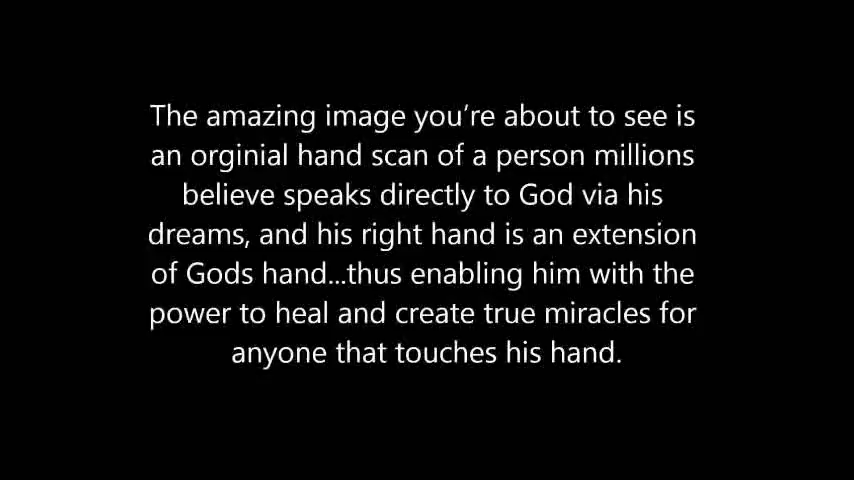 The amazing image you’re about to see is
an orginial hand scan of a person millions
believe speaks directly to God via his
dreams, and his right hand is an extension
of Gods hand...thus enabling him with the
power to heal and create true miracles for
anyone that touches his hand.